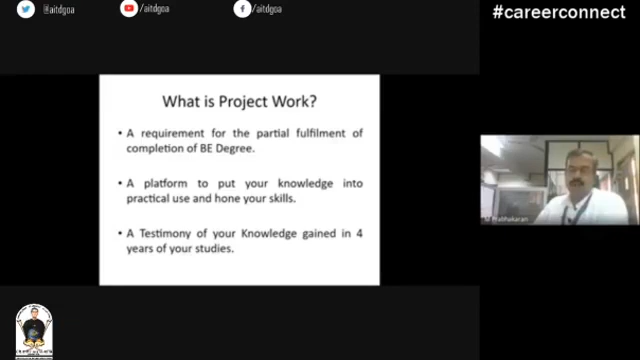 @aitdgoa
/aitdgoa
/aitdgoa
#careerconnect
What is Project Work?
• A requirement for the partial fulfilment of
completion of BE Degree.
• A platform to put your knowledge into
practical use and hone your skills.
• A Testimony of your Knowledge gained in 4
years of your studies.
Prabhakaran